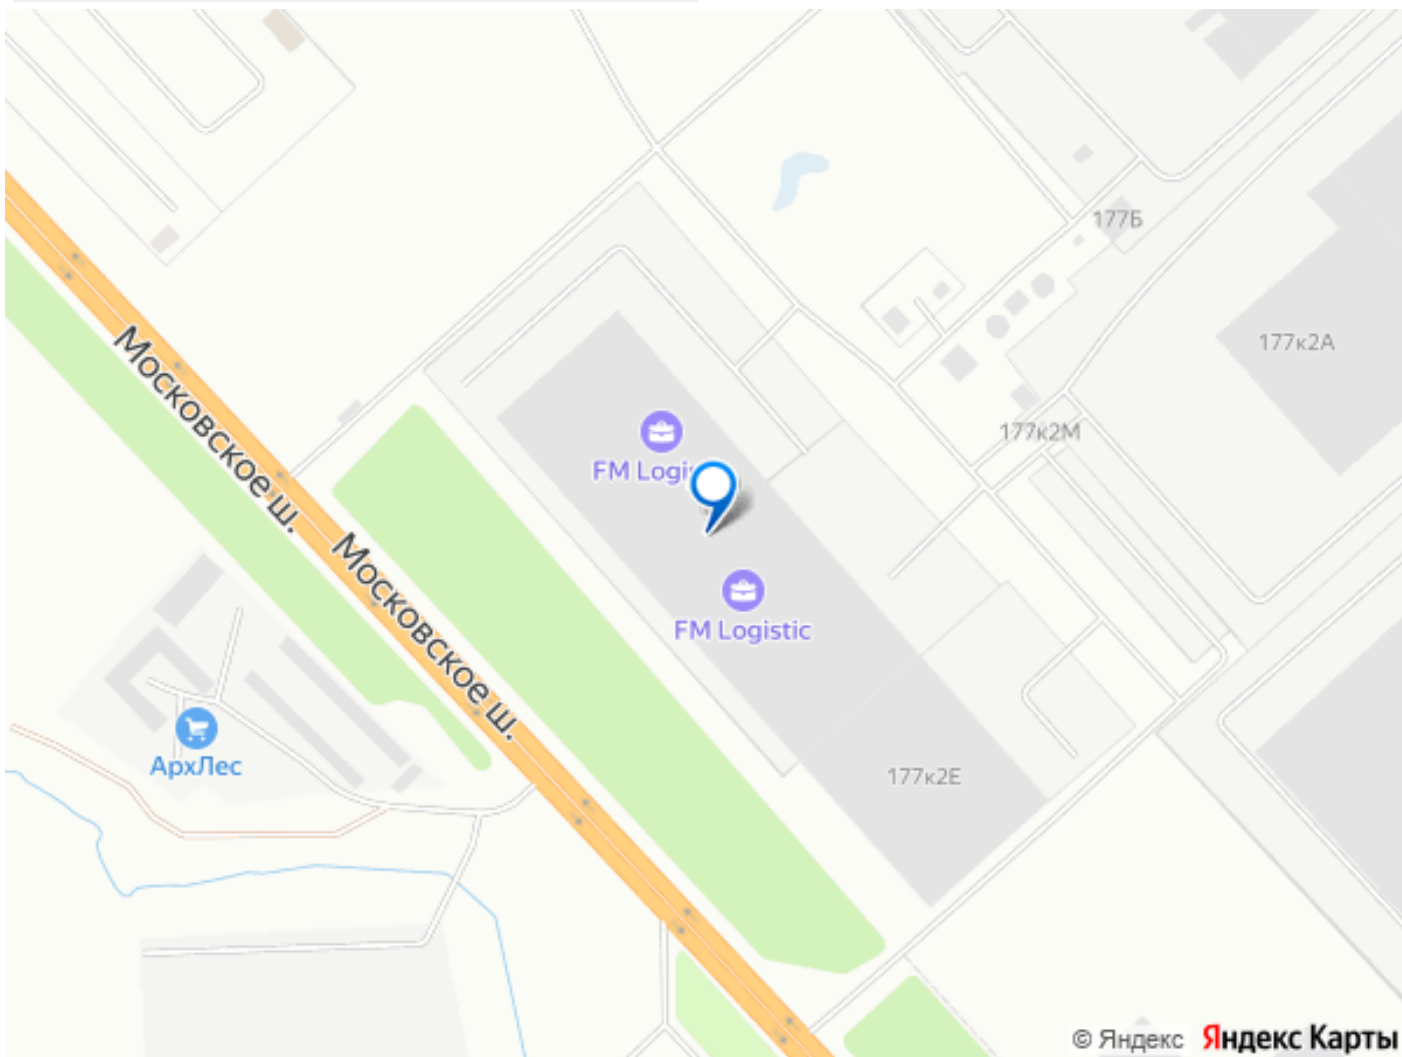 177Б
177к2А
Московское ш.
177к2М
FM Logi
Московское ш.
FM Logistic
АрхЛес
177к2Е
© Яндекс Яндекс Карты